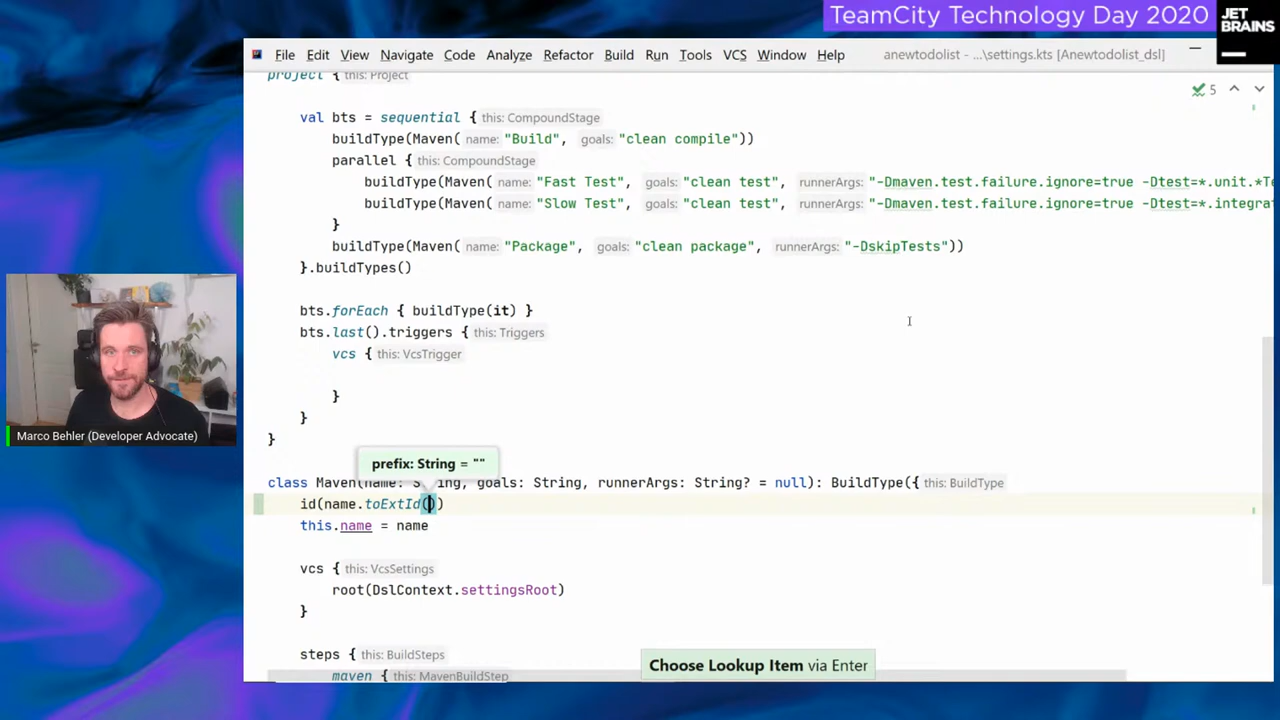 TeamCity Technology Day 2020
JET
BRAINS
File Edit View Navigate Code Analyze Refactor Build Run Tools VCS Window Help anewtodolist - ...\settings.kts [Anewtodolist_dsl]
project { this: Project
5
val bts = sequential { this: CompoundStage
buildType(Maven( name: "Build", goals: "clean compile"))
parallel { this: CompoundStage
buildType(Maven( name: "Fast Test", goals: "clean test", runnerArgs: "-Dmaven.test.failure.ignore=true -Dtest=*.unit.*Te
buildType(Maven( name: "Slow Test", goals: "clean test", runnerArgs: "-Dmaven.test.failure.ignore=true -Dtest=*.integrat
}
buildType(Maven( name: "Package", goals: "clean package", runnerArgs: "-DskipTests"))
}.buildTypes()
bts.forEach { buildType(it) }
bts.last().triggers { this: Triggers
vcs { this: VcsTrigger
}
}
}
prefix: String = ""
class Maven(name: String, goals: String, runnerArgs: String? = null): BuildType({ this: BuildType
id(name.toExtId())
this.name = name
vcs { this: VcsSettings
root(DslContext.settingsRoot)
}
steps { this: BuildSteps
maven { this: MavenBuildStep
Choose Lookup Item via Enter
Marco Behler (Developer Advocate)